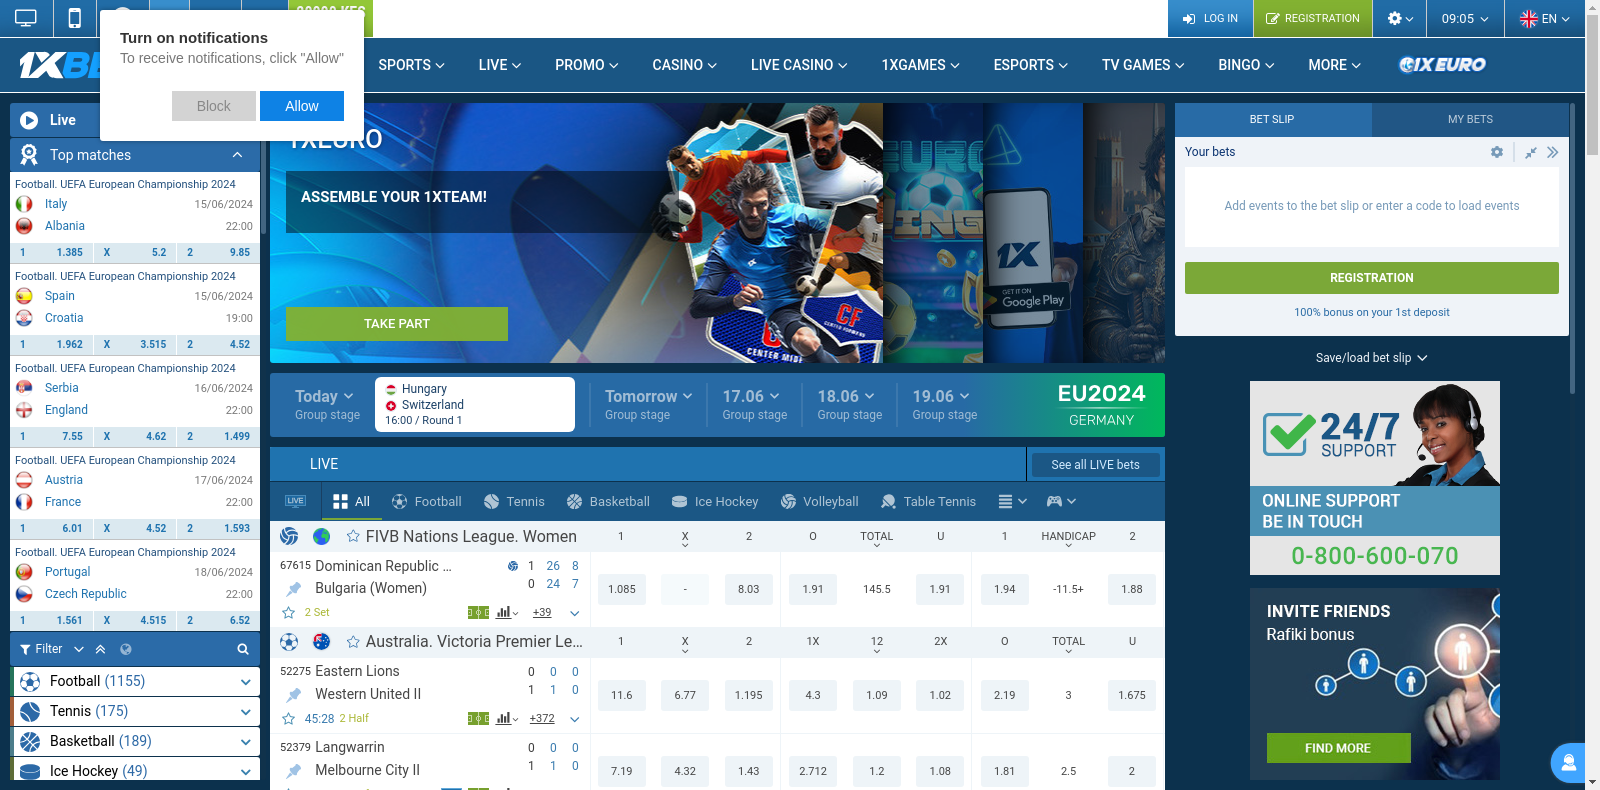 LOG IN
REGISTRATION
09:05
EN
Turn on notifications
To receive notifications, click "Allow"
Block
Allow
SPORTS
LIVE
PROMO
CASINO
LIVE CASINO
1XGAMES
ESPORTS
TV GAMES
BINGO
MORE
1X EURO
Live
Top matches
Football. UEFA European Championship 2024
Italy 15/06/2024
Albania 22:00
1 1.385 X 5.2 2 9.85
Football. UEFA European Championship 2024
Spain 15/06/2024
Croatia 19:00
1 1.962 X 3.515 2 4.52
Football. UEFA European Championship 2024
Serbia 16/06/2024
England 22:00
1 7.55 X 4.62 2 1.499
Football. UEFA European Championship 2024
Austria 17/06/2024
France 22:00
1 6.01 X 4.52 2 1.593
Football. UEFA European Championship 2024
Portugal 18/06/2024
Czech Republic 22:00
1 1.561 X 4.515 2 6.52
Filter
Football (1155)
Tennis (175)
Basketball (189)
Ice Hockey (49)
1XEURO
ASSEMBLE YOUR 1XTEAM!
TAKE PART
CF
1X
GET IT ON
Google Play
Today
Group stage
Hungary
Switzerland
16:00 / Round 1
Tomorrow
Group stage
17.06
Group stage
18.06
Group stage
19.06
Group stage
EU2024
GERMANY
LIVE
See all LIVE bets
LIVE
All
Football
Tennis
Basketball
Ice Hockey
Volleyball
Table Tennis
FIVB Nations League. Women 1 X 2 O TOTAL U 1 HANDICAP 2
67615 Dominican Republic ... 1 26 8
Bulgaria (Women) 0 24 7
1.085 - 8.03 1.91 145.5 1.91 1.94 -11.5+ 1.88
2 Set +39
Australia. Victoria Premier Le... 1 X 2 1X 12 2X O TOTAL U
52275 Eastern Lions 0 0 0
Western United II 1 1 0
11.6 6.77 1.195 4.3 1.09 1.02 2.19 3 1.675
45:28 2 Half +372
52379 Langwarrin 0 0 0
Melbourne City II 1 1 0
7.19 4.32 1.43 2.712 1.2 1.08 1.81 2.5 2
BET SLIP
MY BETS
Your bets
Add events to the bet slip or enter a code to load events
REGISTRATION
100% bonus on your 1st deposit
Save/load bet slip
24/7
SUPPORT
ONLINE SUPPORT
BE IN TOUCH
0-800-600-070
INVITE FRIENDS
Rafiki bonus
FIND MORE